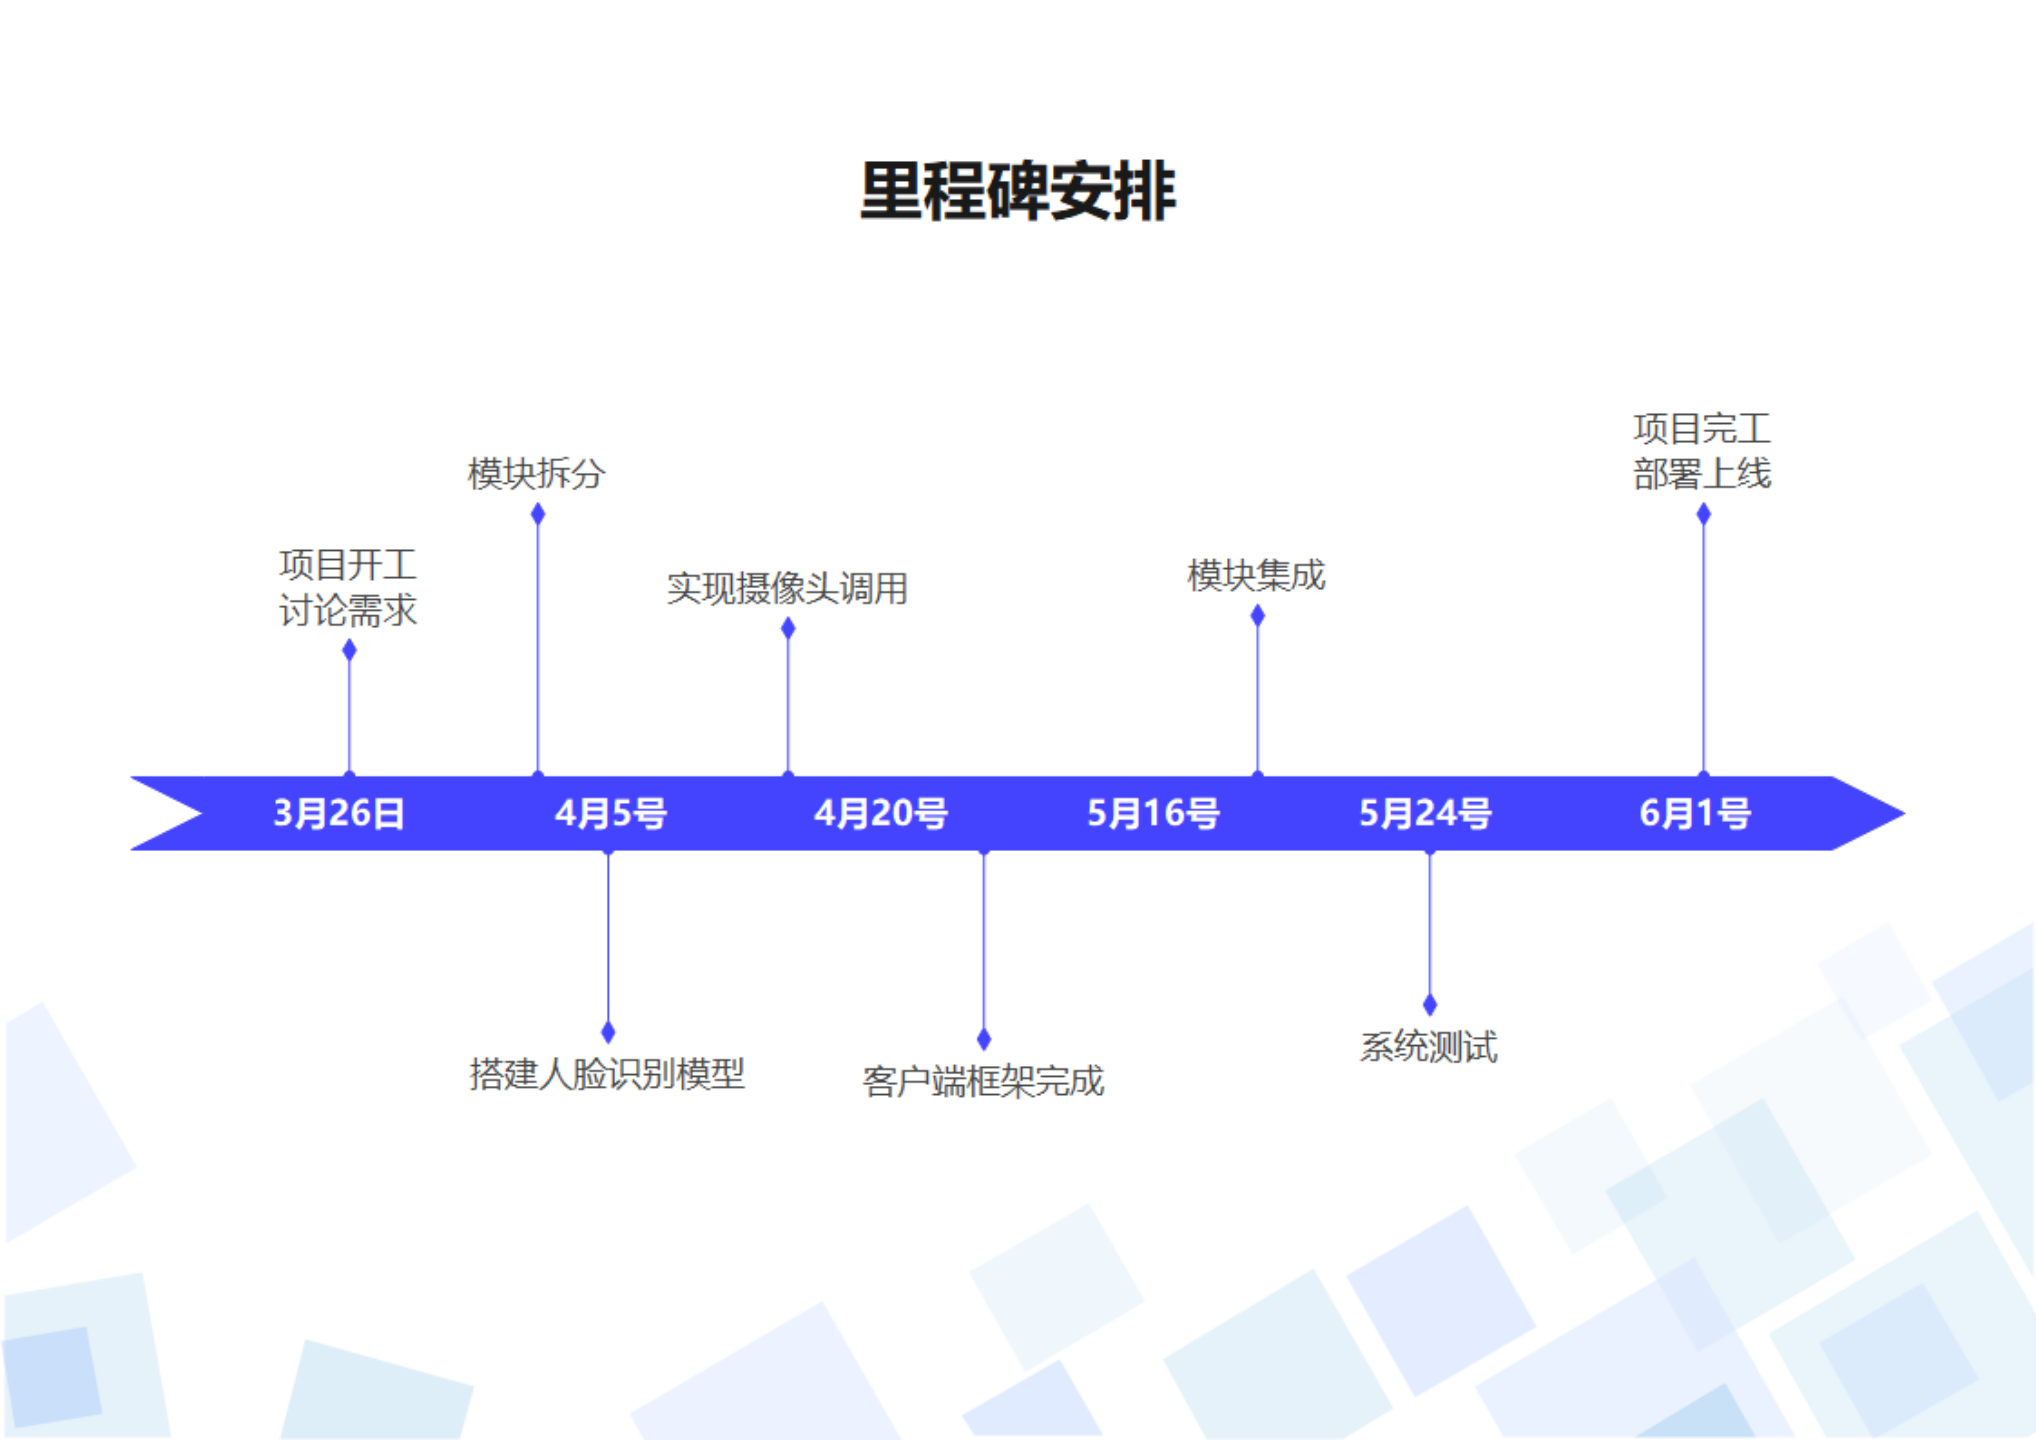 里程碑安排
项目完工
部署上线
模块拆分
项目开工
讨论需求
实现摄像头调用
模块集成
3月26日
4月5号
4月20号
5月16号
5月24号
6月1号
搭建人脸识别模型
客户端框架完成
系统测试